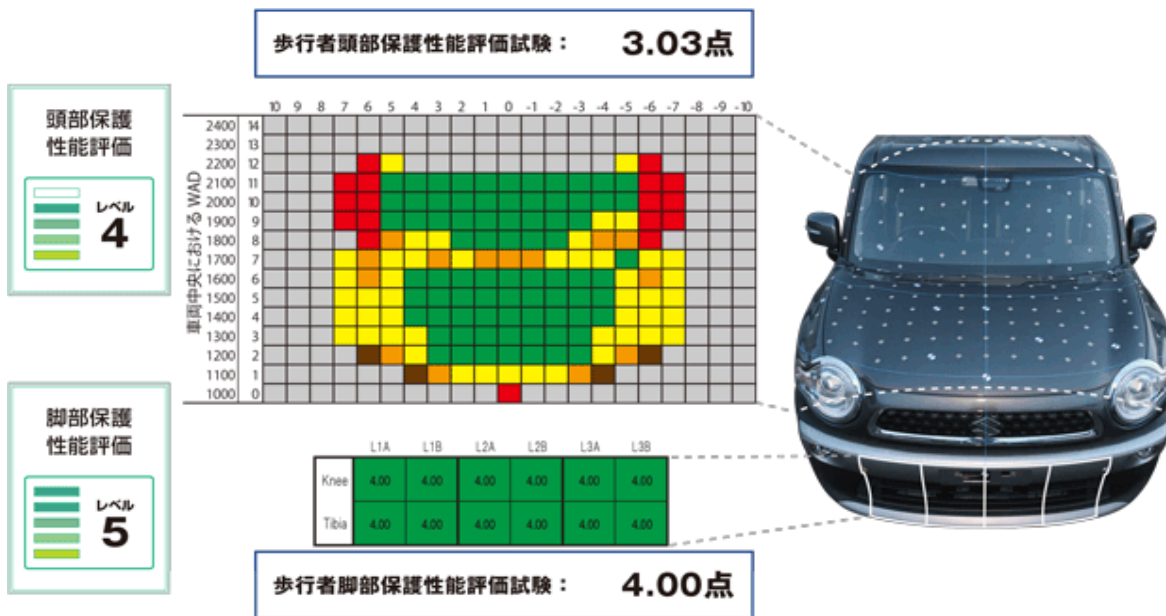 歩行者頭部保護性能評価試験： 3.03点
頭部保護
性能評価
レベル
4
10 9 8 7 6 5 4 3 2 1 0 -1 -2 -3 -4 -5 -6 -7 -8 -9 -10
車両中央における WAD
2400 14
2300 13
2200 12
2100 11
2000 10
1900 9
1800 8
1700 7
1600 6
1500 5
1400 4
1300 3
1200 2
1100 1
1000 0
脚部保護
性能評価
レベル
5
L1A L1B L2A L2B L3A L3B
Knee 4.00 4.00 4.00 4.00 4.00 4.00
Tibia 4.00 4.00 4.00 4.00 4.00 4.00
歩行者脚部保護性能評価試験： 4.00点